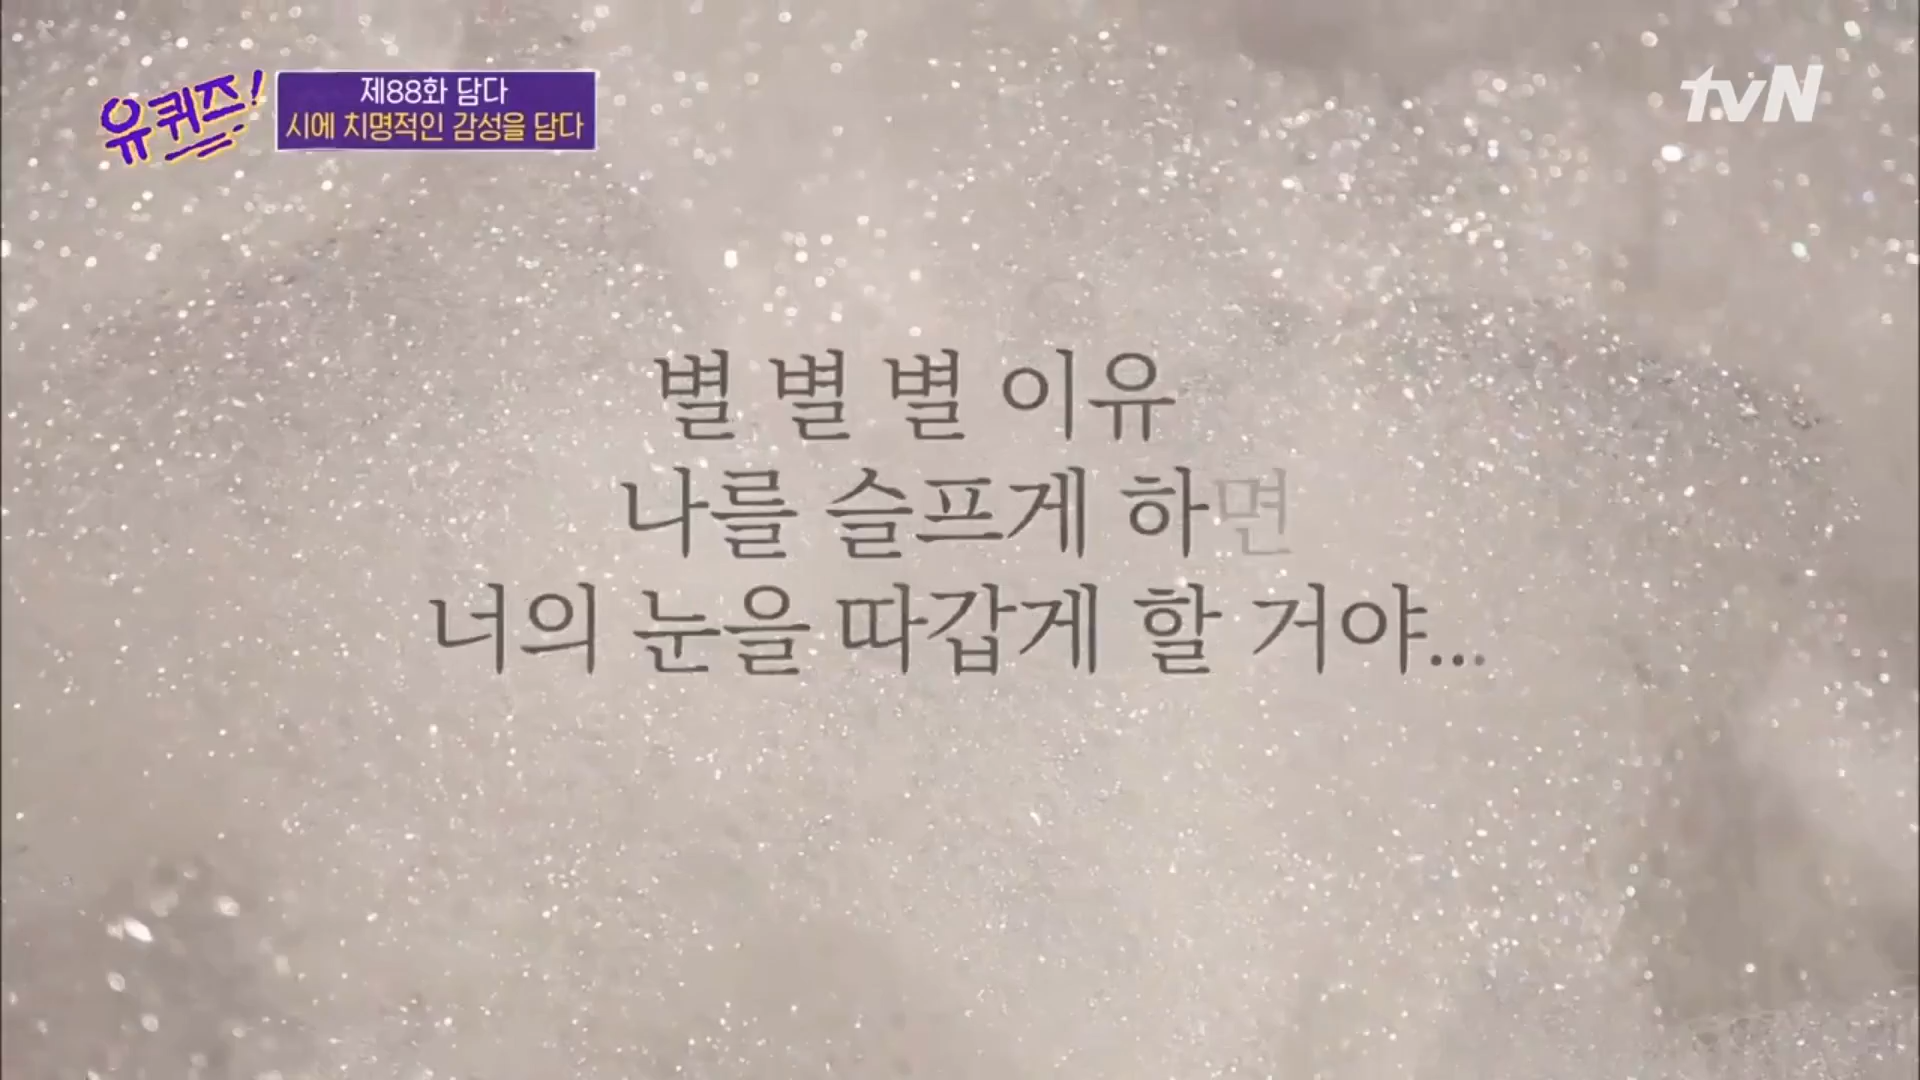 유퀴즈!
제88화 담다
시에 치명적인 감성을 담다
tvN
별 별 별 이유
나를 슬프게 하면
너의 눈을 따갑게 할 거야...